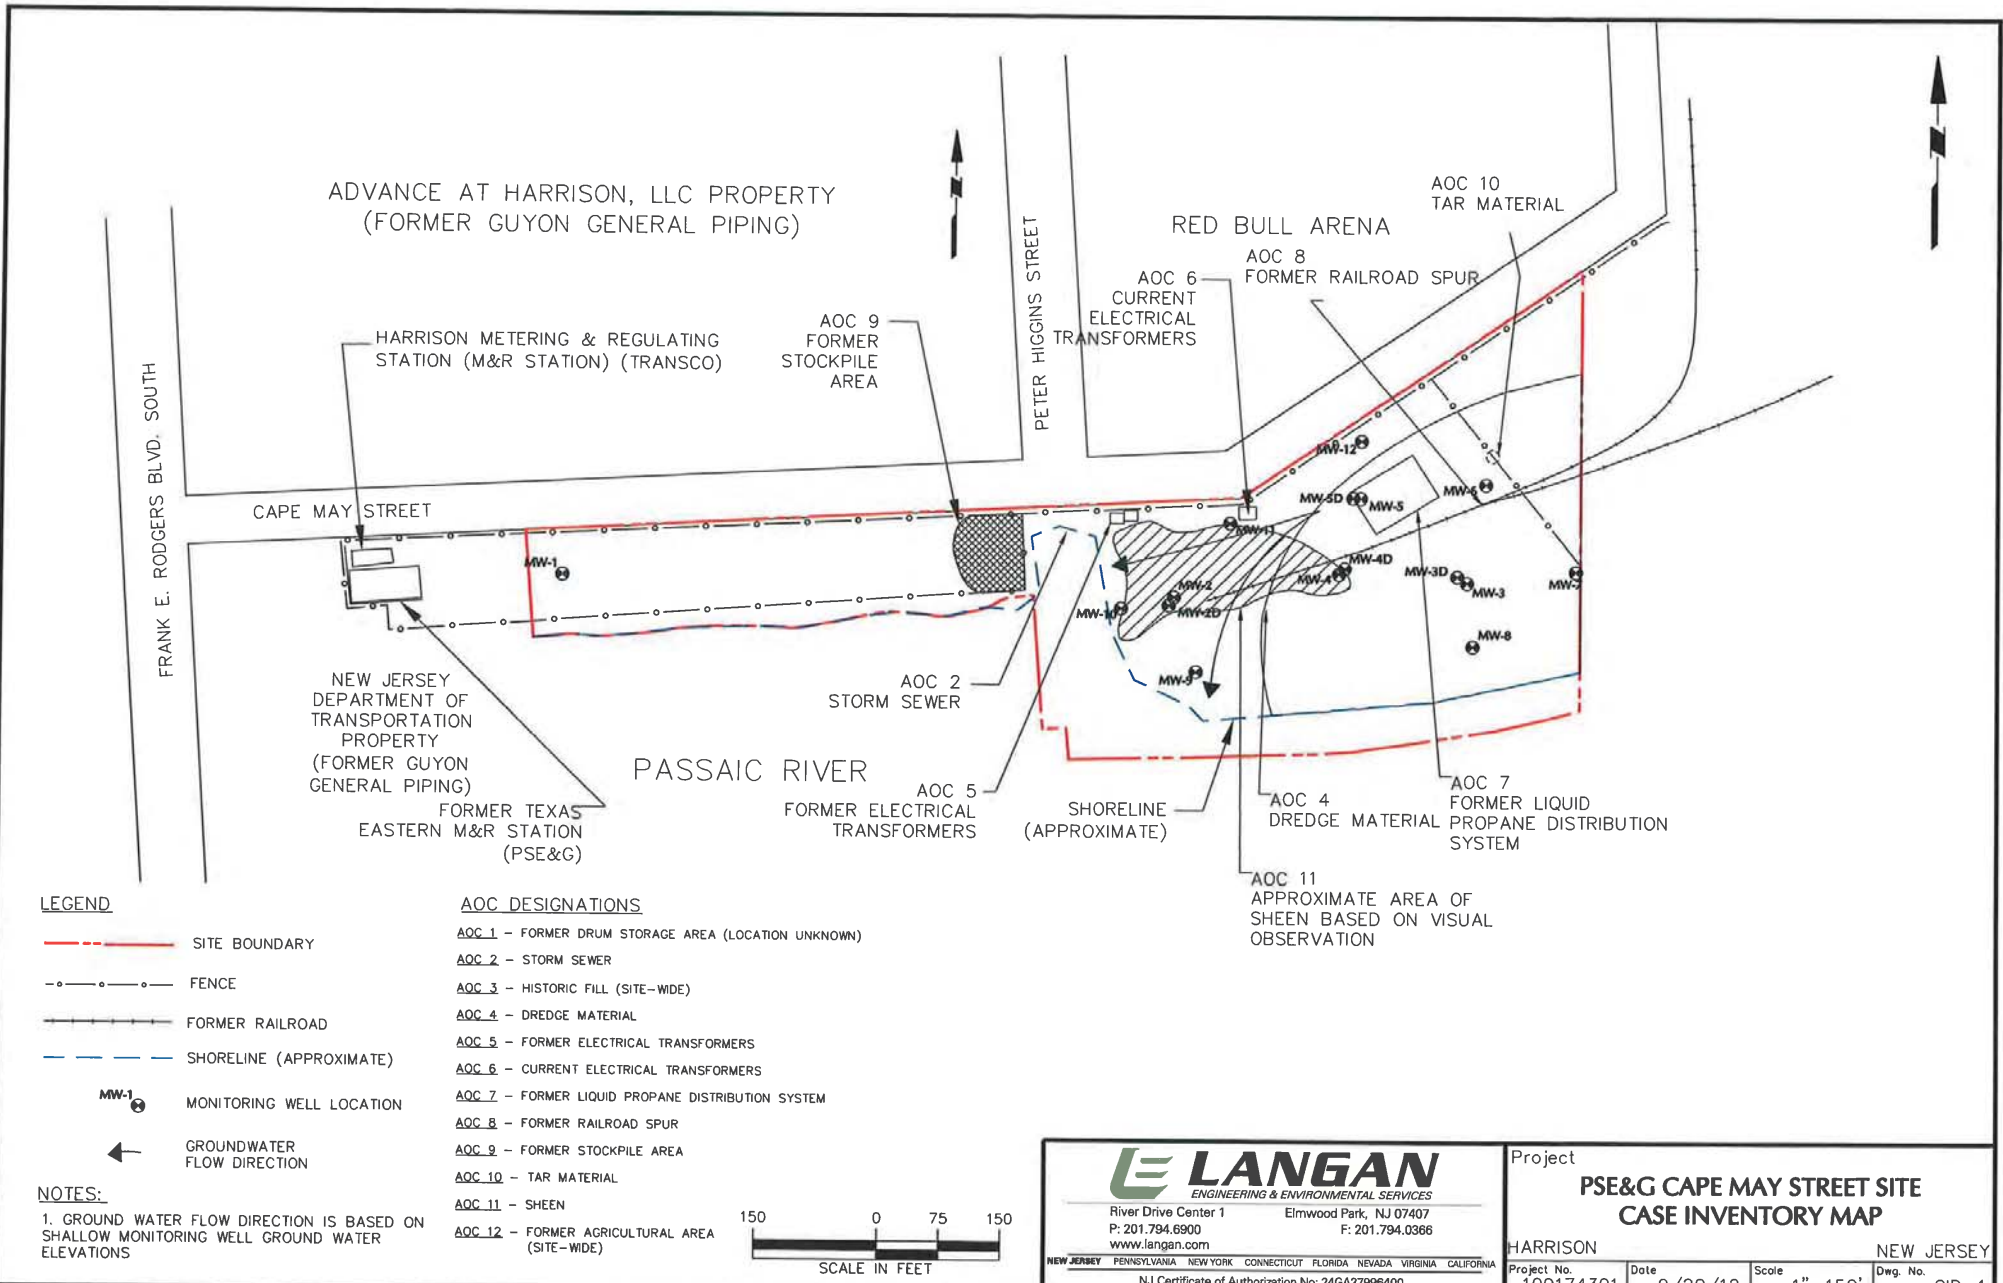 ADVANCE AT HARRISON, LLC PROPERTY
(FORMER GUYON GENERAL PIPING)
N
N
AOC 10
TAR MATERIAL
RED BULL ARENA
AOC 8
FORMER RAILROAD SPUR
AOC 6
CURRENT
ELECTRICAL
TRANSFORMERS
PETER HIGGINS STREET
AOC 9
FORMER
STOCKPILE
AREA
HARRISON METERING & REGULATING
STATION (M&R STATION) (TRANSCO)
FRANK E. RODGERS BLVD. SOUTH
CAPE MAY STREET
MW-1
MW-12
MW-5D
MW-5
MW-6
MW-11
MW-4D
MW-4
MW-3D
MW-3
MW-7
MW-2
MW-2D
MW-10
MW-8
MW-9
AOC 2
STORM SEWER
NEW JERSEY
DEPARTMENT OF
TRANSPORTATION
PROPERTY
(FORMER GUYON
GENERAL PIPING)
FORMER TEXAS
EASTERN M&R STATION
(PSE&G)
PASSAIC RIVER
AOC 5
FORMER ELECTRICAL
TRANSFORMERS
SHORELINE
(APPROXIMATE)
AOC 4
DREDGE MATERIAL
AOC 7
FORMER LIQUID
PROPANE DISTRIBUTION
SYSTEM
AOC 11
APPROXIMATE AREA OF
SHEEN BASED ON VISUAL
OBSERVATION
LEGEND
SITE BOUNDARY
FENCE
FORMER RAILROAD
SHORELINE (APPROXIMATE)
MW-1
MONITORING WELL LOCATION
GROUNDWATER
FLOW DIRECTION
NOTES:
1. GROUND WATER FLOW DIRECTION IS BASED ON
SHALLOW MONITORING WELL GROUND WATER
ELEVATIONS
AOC DESIGNATIONS
AOC 1 - FORMER DRUM STORAGE AREA (LOCATION UNKNOWN)
AOC 2 - STORM SEWER
AOC 3 - HISTORIC FILL (SITE-WIDE)
AOC 4 - DREDGE MATERIAL
AOC 5 - FORMER ELECTRICAL TRANSFORMERS
AOC 6 - CURRENT ELECTRICAL TRANSFORMERS
AOC 7 - FORMER LIQUID PROPANE DISTRIBUTION SYSTEM
AOC 8 - FORMER RAILROAD SPUR
AOC 9 - FORMER STOCKPILE AREA
AOC 10 - TAR MATERIAL
AOC 11 - SHEEN
AOC 12 - FORMER AGRICULTURAL AREA
(SITE-WIDE)
150 0 75 150
SCALE IN FEET
LANGAN
ENGINEERING & ENVIRONMENTAL SERVICES
River Drive Center 1 Elmwood Park, NJ 07407
P: 201.794.6900 F: 201.794.0366
www.langan.com
NEW JERSEY PENNSYLVANIA NEW YORK CONNECTICUT FLORIDA NEVADA VIRGINIA CALIFORNIA
NJ Certificate of Authorization No: 24GA27996400
Project
PSE&G CAPE MAY STREET SITE
CASE INVENTORY MAP
HARRISON NEW JERSEY
Project No. Date Scale Dwg. No.